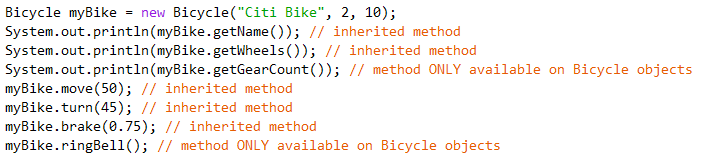 Bicycle myBike = new Bicycle("Citi Bike", 2, 10);
System.out.println(myBike.getName()); // inherited method
System.out.println(myBike.getWheels()); // inherited method
System.out.println(myBike.getGearCount()); // method ONLY available on Bicycle objects
myBike.move(50); // inherited method
myBike.turn(45); // inherited method
myBike.brake(0.75); // inherited method
myBike.ringBell(); // method ONLY available on Bicycle objects